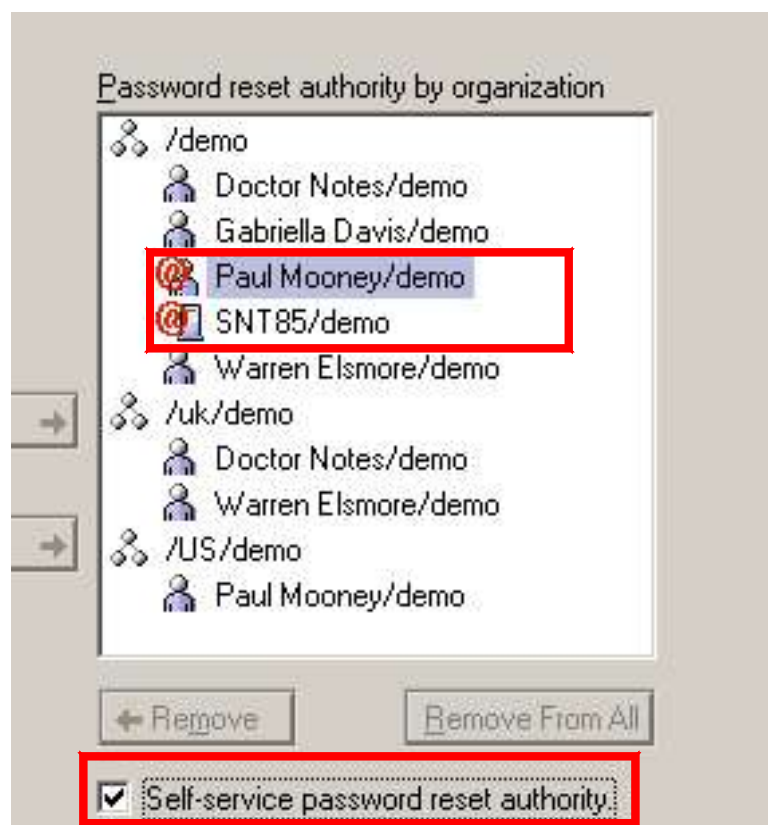 Password reset authority by organization
/demo
Doctor Notes/demo
Gabriella Davis/demo
@ Paul Mooney/demo
@ SNT85/demo
Warren Elsmore/demo
/uk/demo
Doctor Notes/demo
Warren Elsmore/demo
/US/demo
Paul Mooney/demo
Remove
Remove From All
Self-service password reset authority.